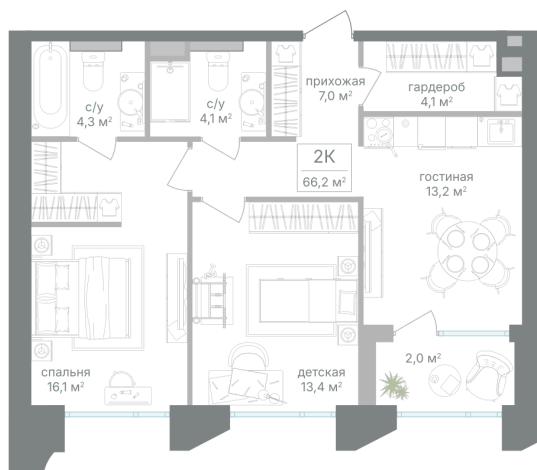 прихожая
7,0 м²
гардероб
4,1 м²
с/у
4,3 м²
с/у
4,1 м²
2К
66,2 м²
гостиная
13,2 м²
спальня
16,1 м²
детская
13,4 м²
2,0 м²